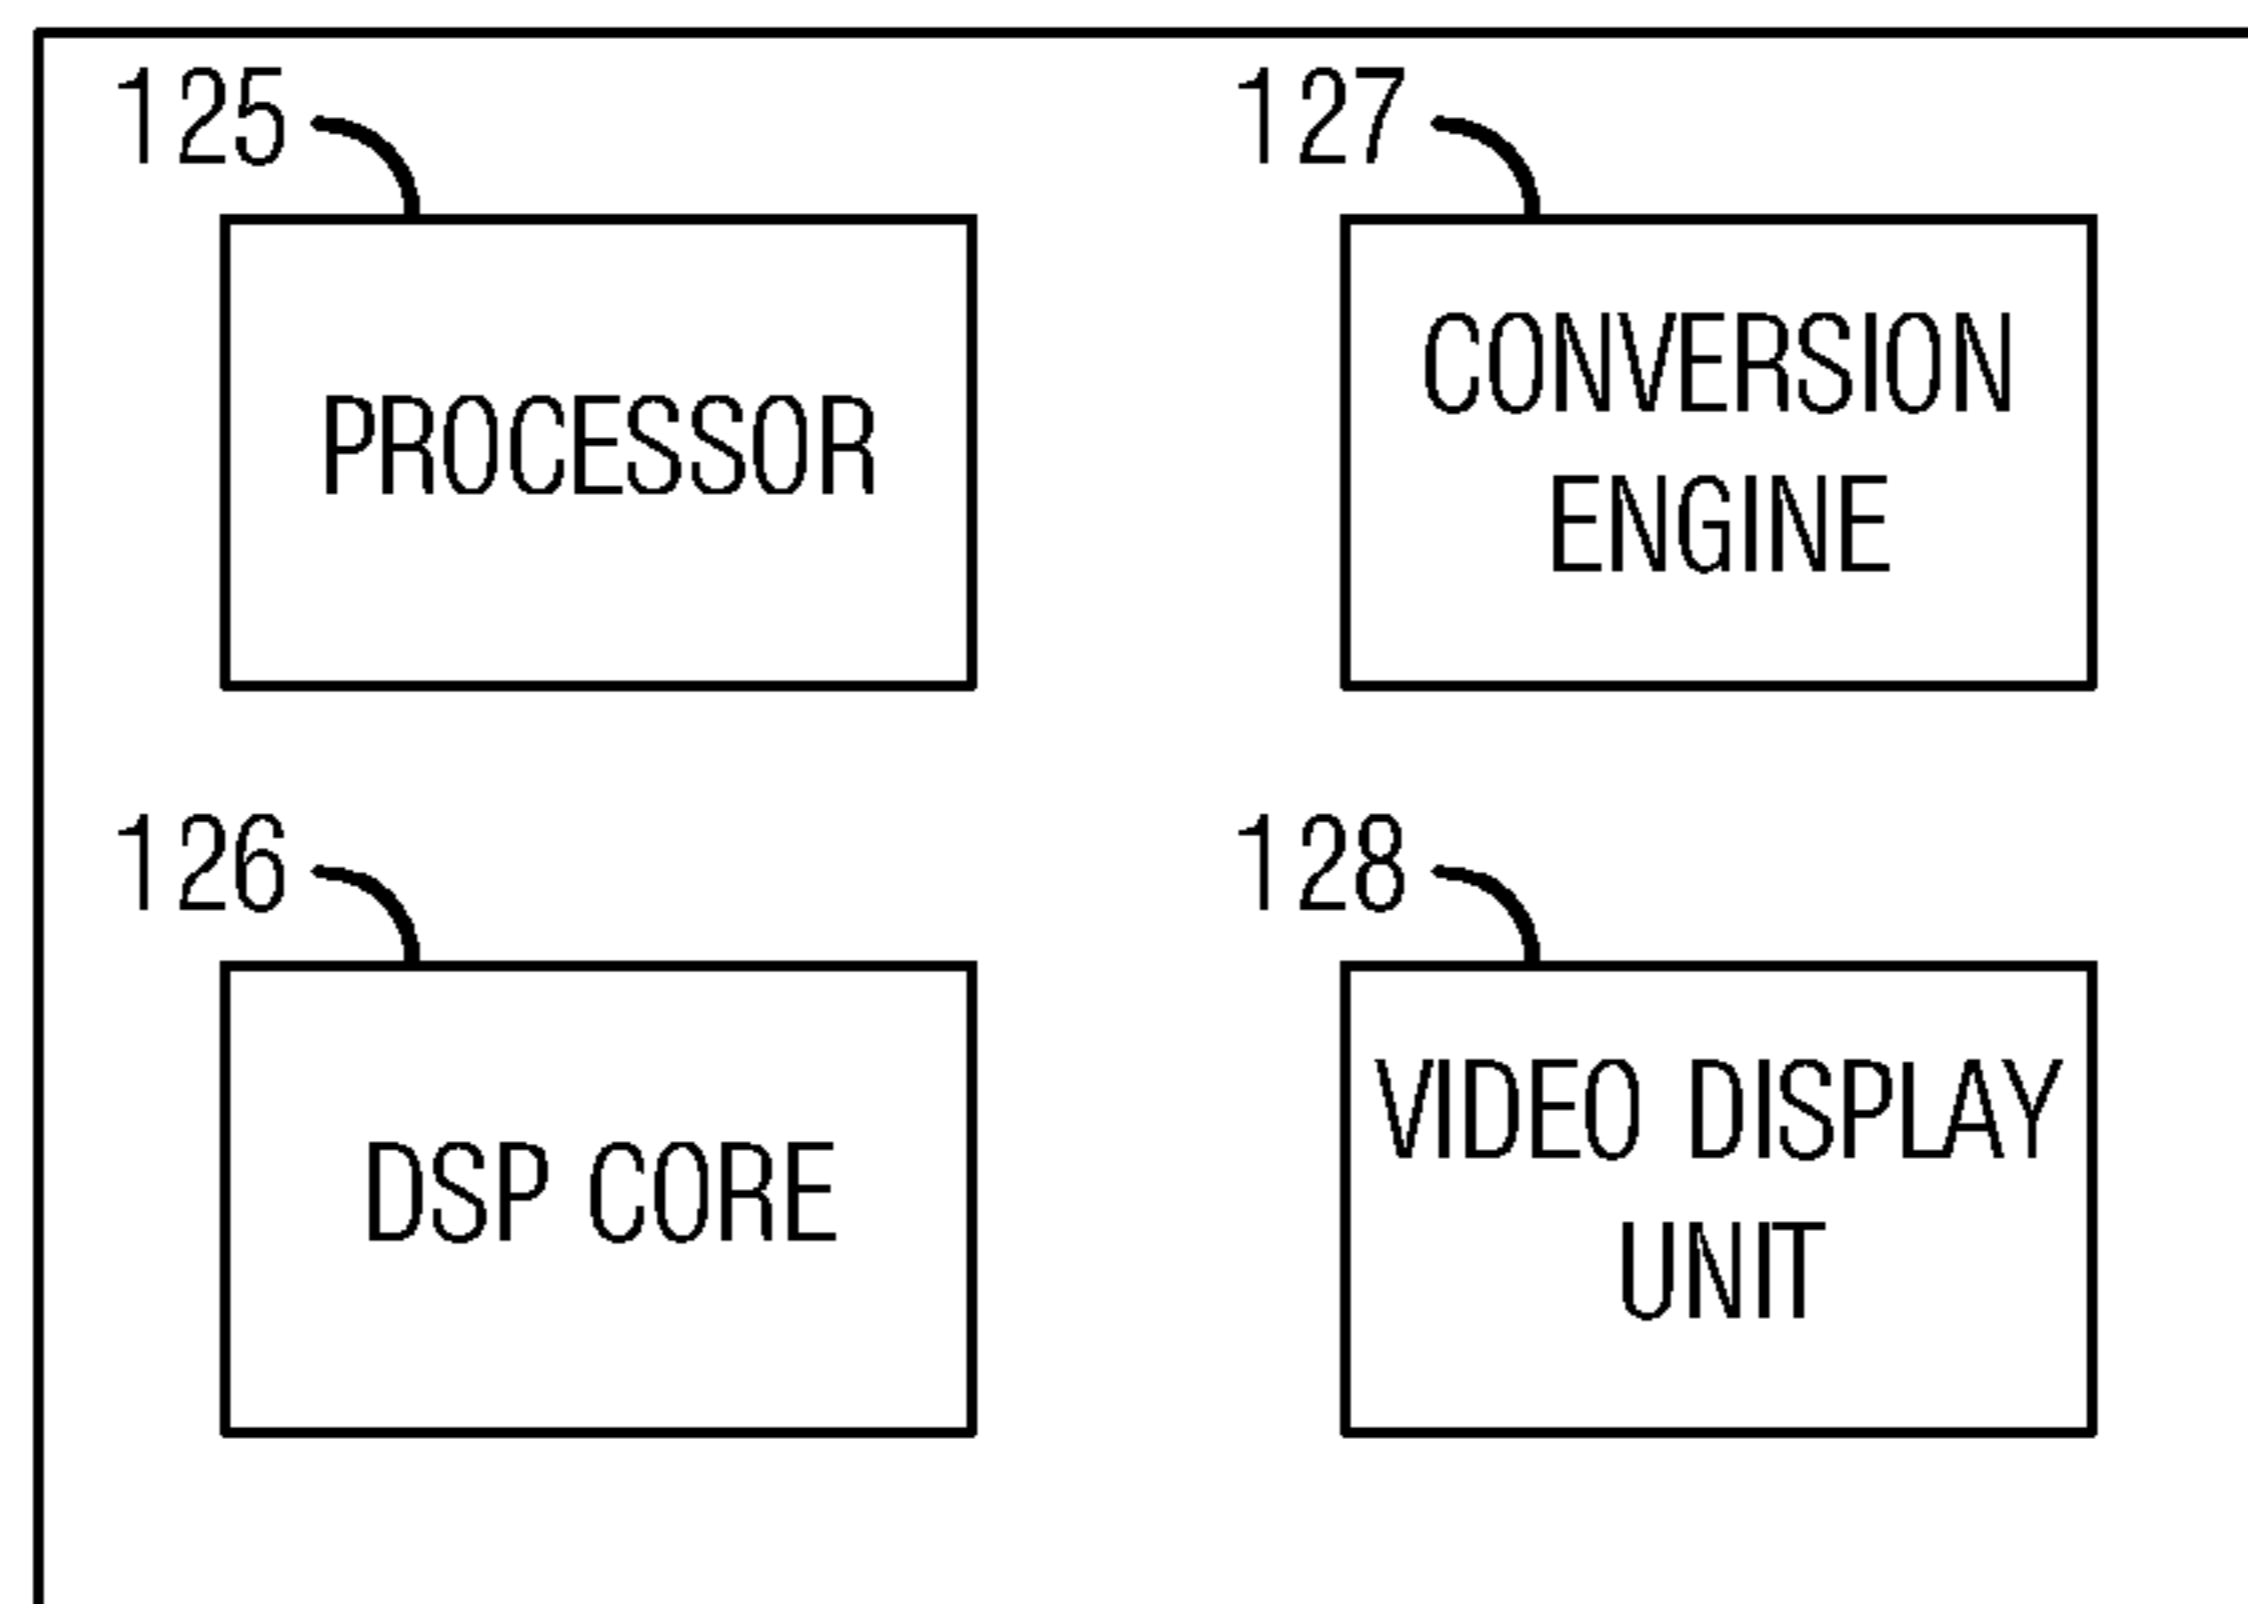 125
PROCESSOR
127
CONVERSION
ENGINE
126
DSP CORE
128
VIDEO DISPLAY
UNIT